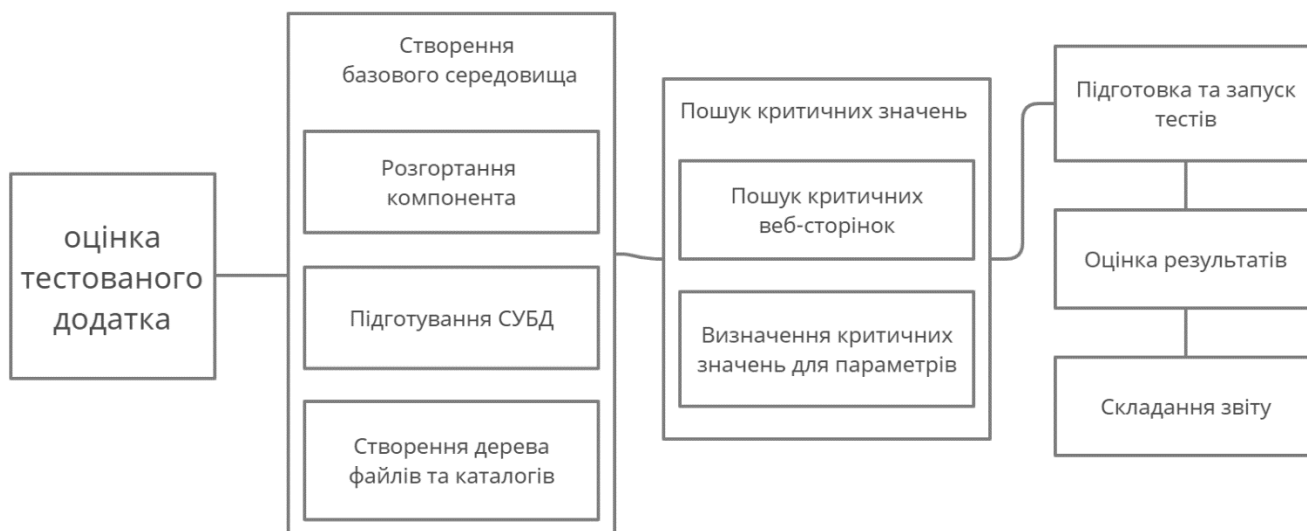 оцінка
тестованого
додатка
Створення
базового середовища
Розгортання
компонента
Підготування СУБД
Створення дерева
файлів та каталогів
Пошук критичних значень
Пошук критичних
веб-сторінок
Визначення критичних
значень для параметрів
Підготовка та запуск
тестів
Оцінка результатів
Складання звіту